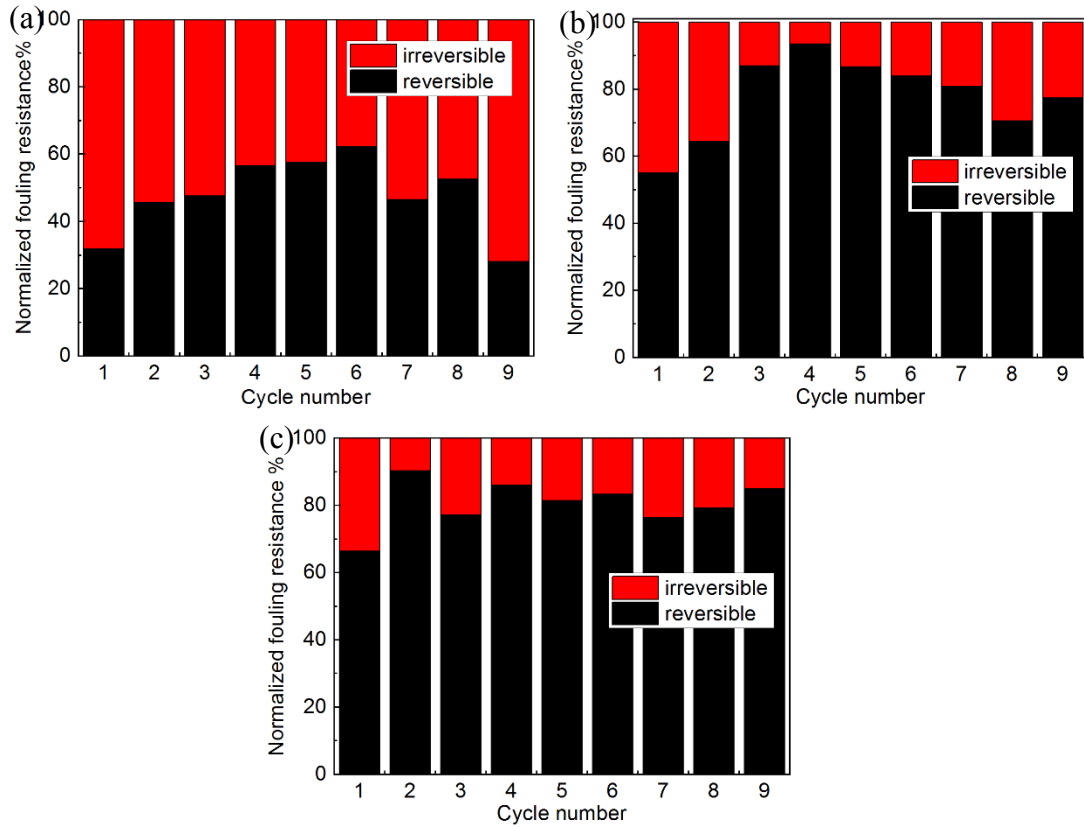 (a)
Normalized fouling resistance%
100
80
60
40
20
0
irreversible
reversible
1 2 3 4 5 6 7 8 9
Cycle number
(b)
Normalized fouling resistance%
100
80
60
40
20
0
irreversible
reversible
1 2 3 4 5 6 7 8 9
Cycle number
(c)
Normalized fouling resistance %
100
80
60
40
20
0
irreversible
reversible
1 2 3 4 5 6 7 8 9
Cycle number